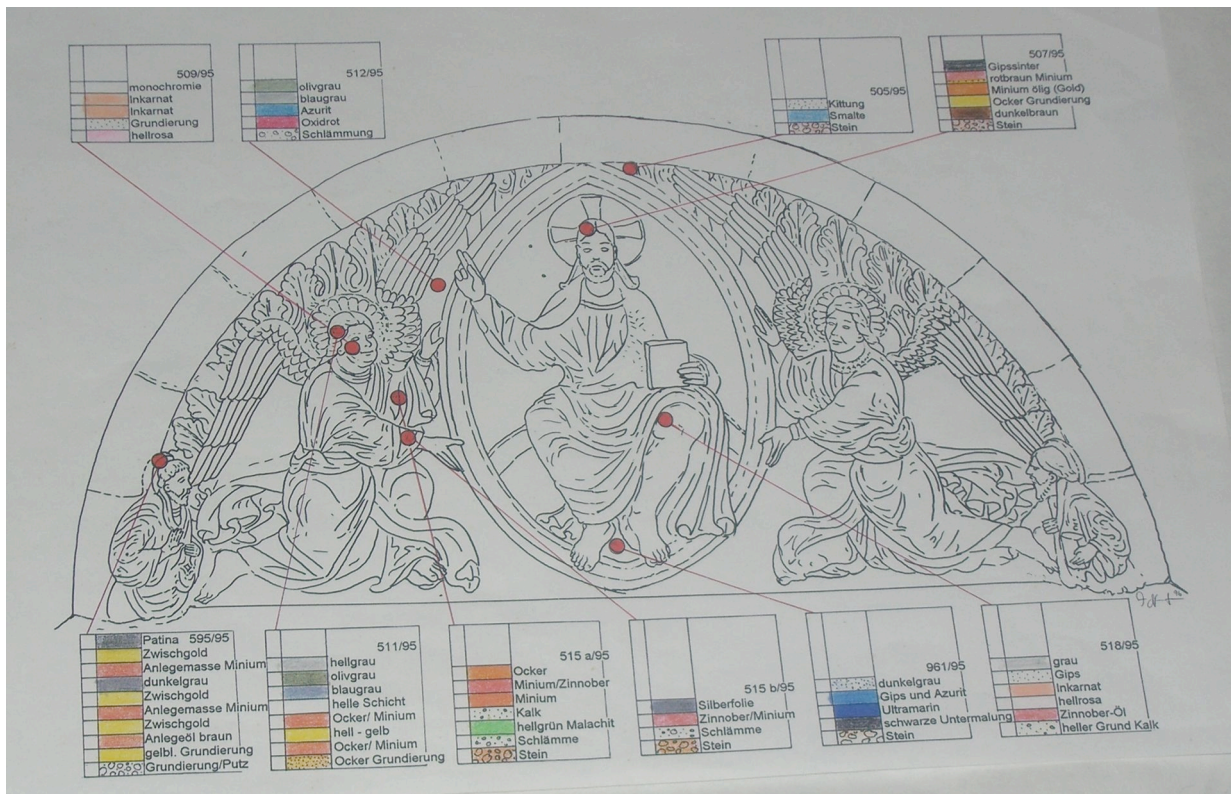 509/95
monochromie
Inkarnat
Inkarnat
Grundierung
hellrosa
512/95
olivgrau
blaugrau
Azurit
Oxidrot
Schlämmung
505/95
Kittung
Smalte
Stein
507/95
Gipssinter
rotbraun Minium
Minium ölig (Gold)
Ocker Grundierung
dunkelbraun
Stein
Patina 595/95
Zwischgold
Anlegemasse Minium
dunkelgrau
Zwischgold
Anlegemasse Minium
Zwischgold
Anlegeöl braun
gelbl. Grundierung
Grundierung/Putz
511/95
hellgrau
olivgrau
blaugrau
helle Schicht
Ocker/ Minium
hell - gelb
Ocker/ Minium
Ocker Grundierung
515 a/95
Ocker
Minium/Zinnober
Minium
Kalk
hellgrün Malachit
Schlämme
Stein
515 b/95
Silberfolie
Zinnober/Minium
Schlämme
Stein
961/95
dunkelgrau
Gips und Azurit
Ultramarin
schwarze Untermalung
Stein
518/95
grau
Gips
Inkarnat
hellrosa
Zinnober-Öl
heller Grund Kalk